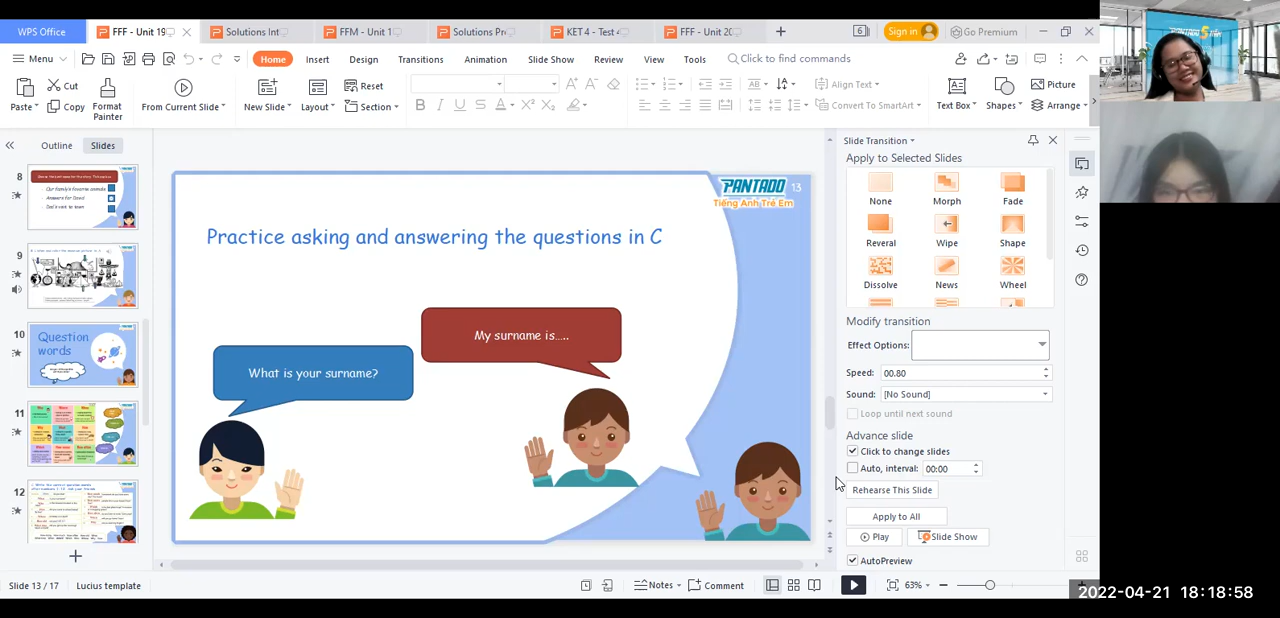 WPS Office
FFF - Unit 19
Solutions Int
FFM - Unit 1
Solutions Pr
KET 4 - Test 4
FFF - Unit 20
Sign in
Go Premium
Menu
Home
Insert
Design
Transitions
Animation
Slide Show
Review
View
Tools
Click to find commands
Paste
Cut
Copy
Format Painter
From Current Slide
New Slide
Layout
Reset
Section
Align Text
Convert To SmartArt
Text Box
Shapes
Picture
Arrange
Outline
Slides
8
9
10
Question
words
11
12
PANTADO
13
Tiếng Anh Trẻ Em
Practice asking and answering the questions in C
My surname is.....
What is your surname?
Slide Transition
Apply to Selected Slides
None
Morph
Fade
Reveral
Wipe
Shape
Dissolve
News
Wheel
Modify transition
Effect Options:
Speed: 00.80
Sound: [No Sound]
Loop until next sound
Advance slide
Click to change slides
Auto, interval: 00:00
Rehearse This Slide
Apply to All
Play
Slide Show
AutoPreview
Slide 13 / 17
Lucius template
Notes
Comment
63%
2022-04-21 18:18:58